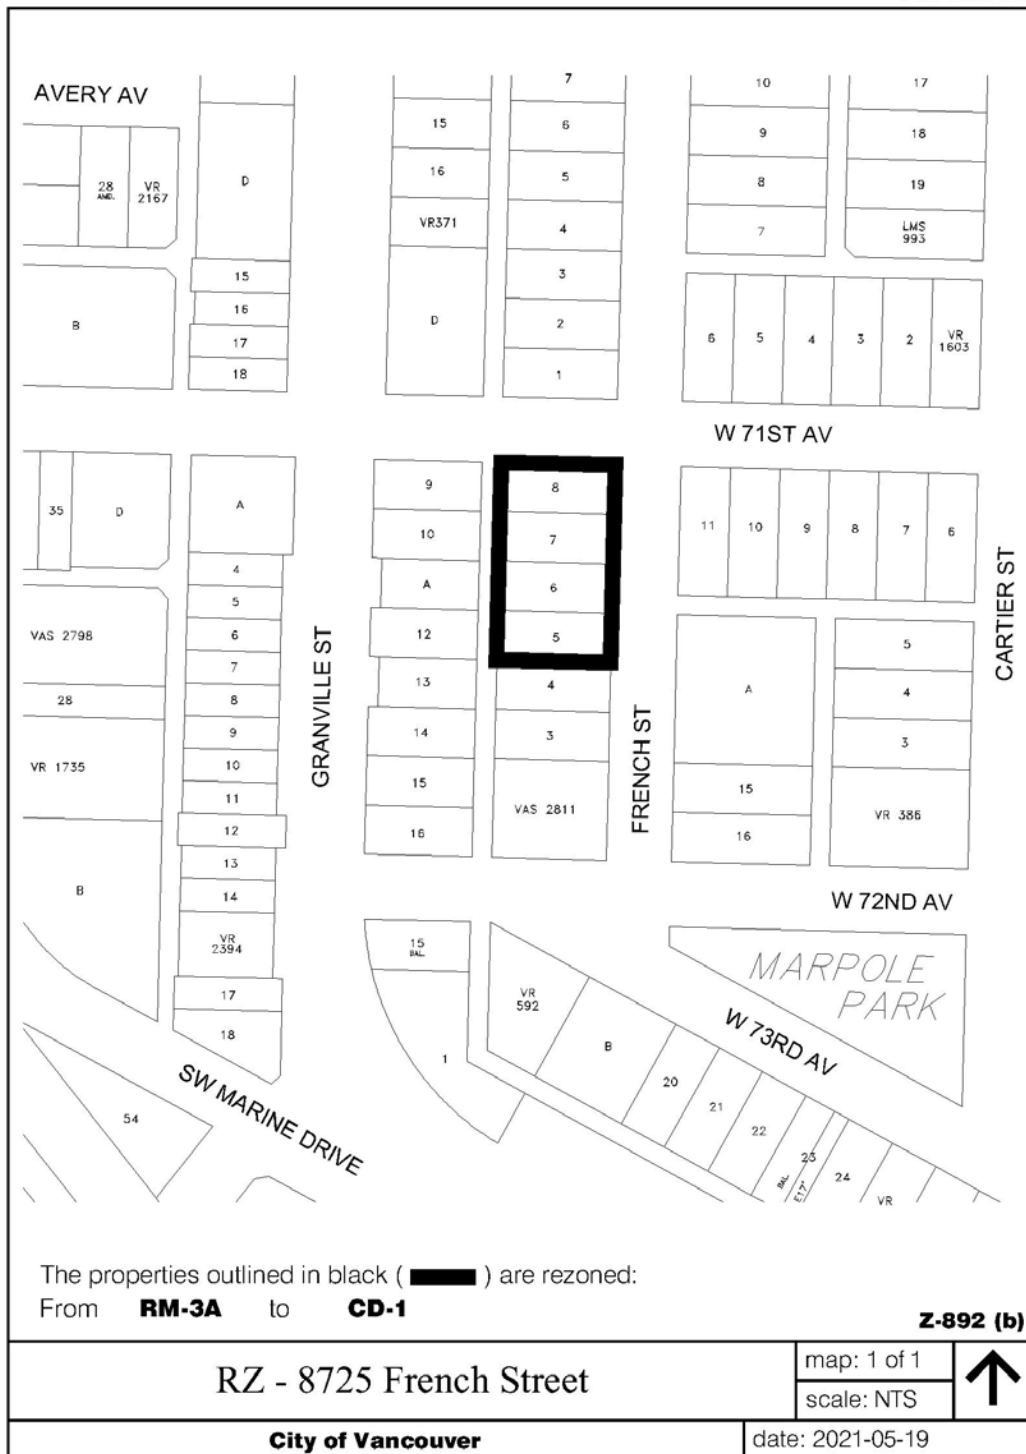 AVERY AV
7
10
17
15
6
9
18
28
AMD.
VR
2167
D
16
5
8
19
VR371
4
7
LMS
993
15
3
B
16
D
2
6
5
4
3
2
VR
1603
17
18
1
W 71ST AV
35
D
A
9
8
11
10
9
8
7
6
10
7
4
A
6
5
VAS 2798
6
12
5
A
5
7
13
4
4
28
8
9
14
3
3
VR 1735
10
15
VAS 2811
15
11
16
16
VR 386
12
13
B
14
GRANVILLE ST
FRENCH ST
CARTIER ST
W 72ND AV
VR
2394
15
BAL.
MARPOLE
PARK
17
VR
592
18
1
B
W 73RD AV
20
21
22
23
BAL.
E17'
24
VR
54
SW MARINE DRIVE
The properties outlined in black ( ) are rezoned:
From RM-3A to CD-1
Z-892 (b)
RZ - 8725 French Street
map: 1 of 1
scale: NTS
City of Vancouver
date: 2021-05-19